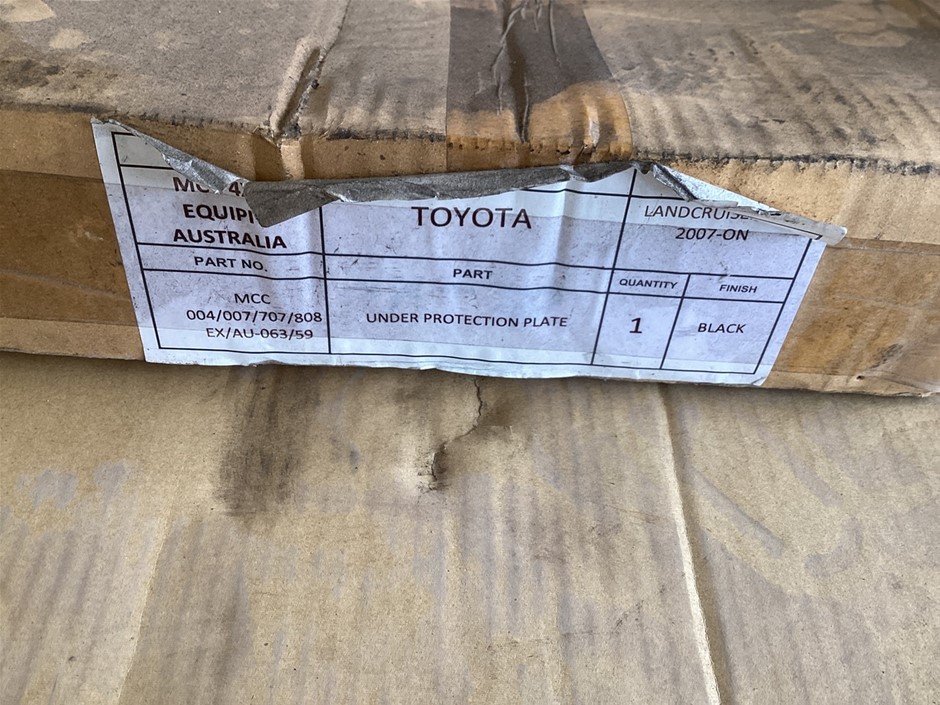 EQUIP
AUSTRALIA
TOYOTA
LANDCRUISE
2007-ON
PART NO.
PART
QUANTITY
FINISH
MCC
004/007/707/808
EX/AU-063/59
UNDER PROTECTION PLATE
1
BLACK